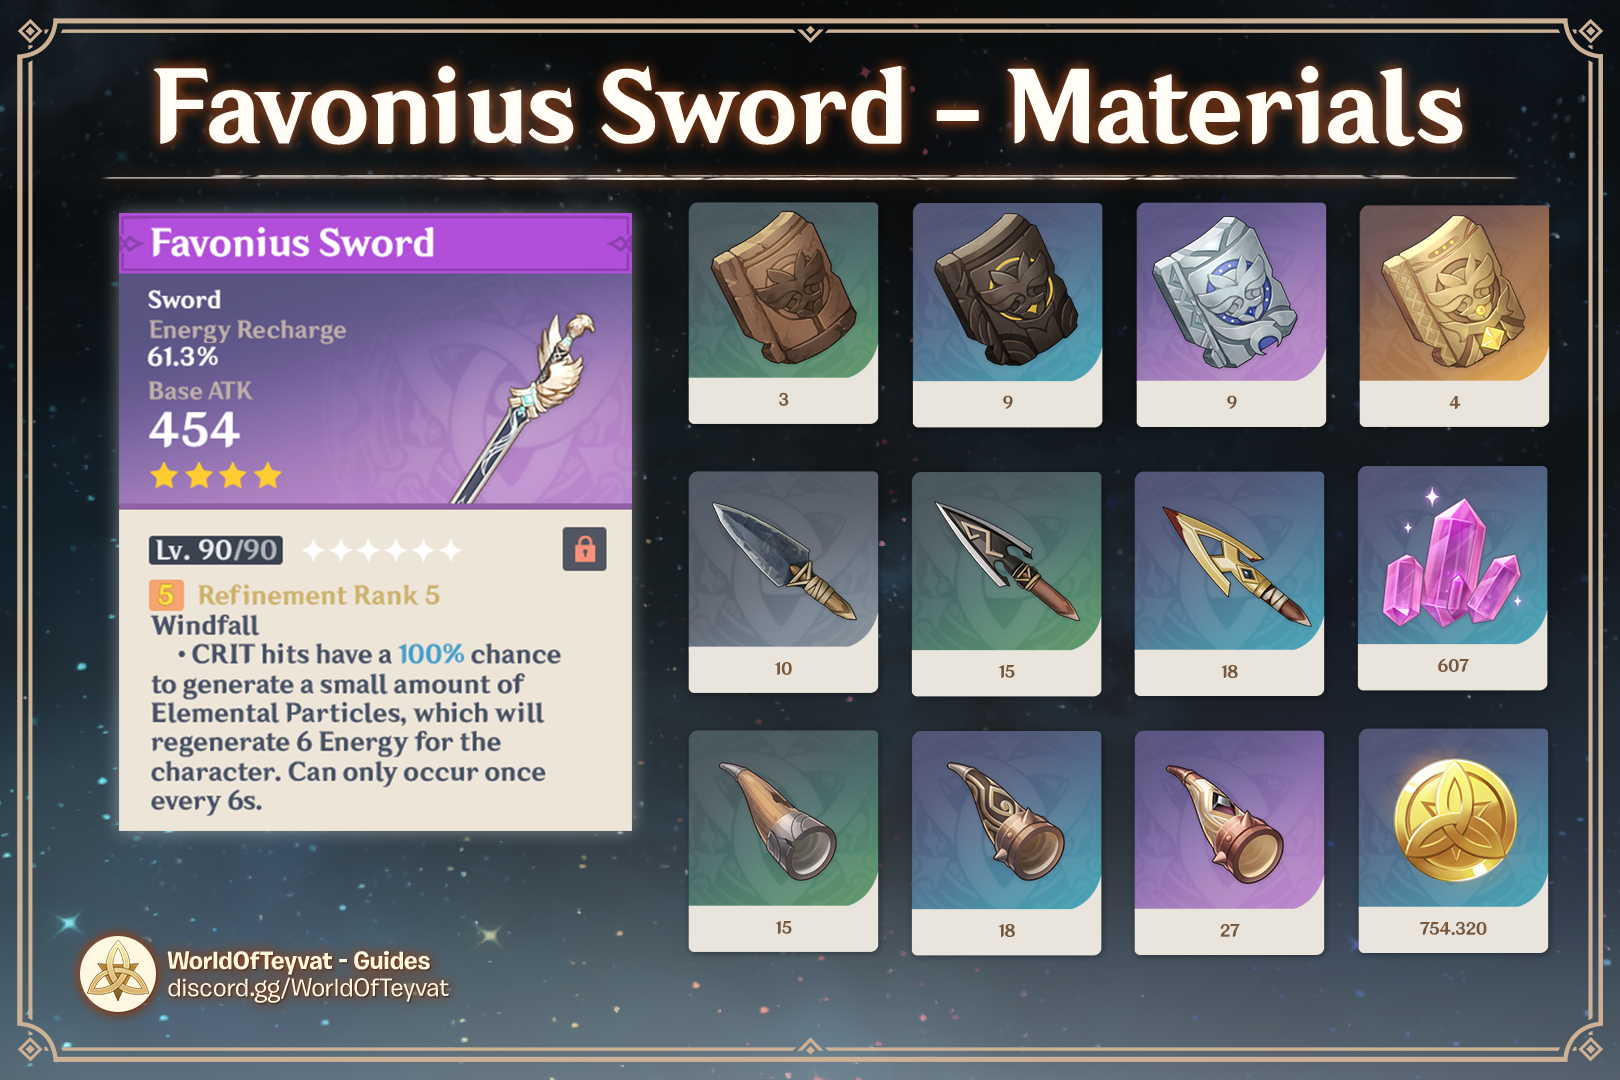 Favonius Sword – Materials
Favonius Sword
Sword
Energy Recharge
61.3%
Base ATK
454
Lv. 90/90
5 Refinement Rank 5
Windfall
• CRIT hits have a 100% chance
to generate a small amount of
Elemental Particles, which will
regenerate 6 Energy for the
character. Can only occur once
every 6s.
3
9
9
4
10
15
18
607
15
18
27
754.320
WorldOfTeyvat - Guides
discord.gg/WorldOfTeyvat